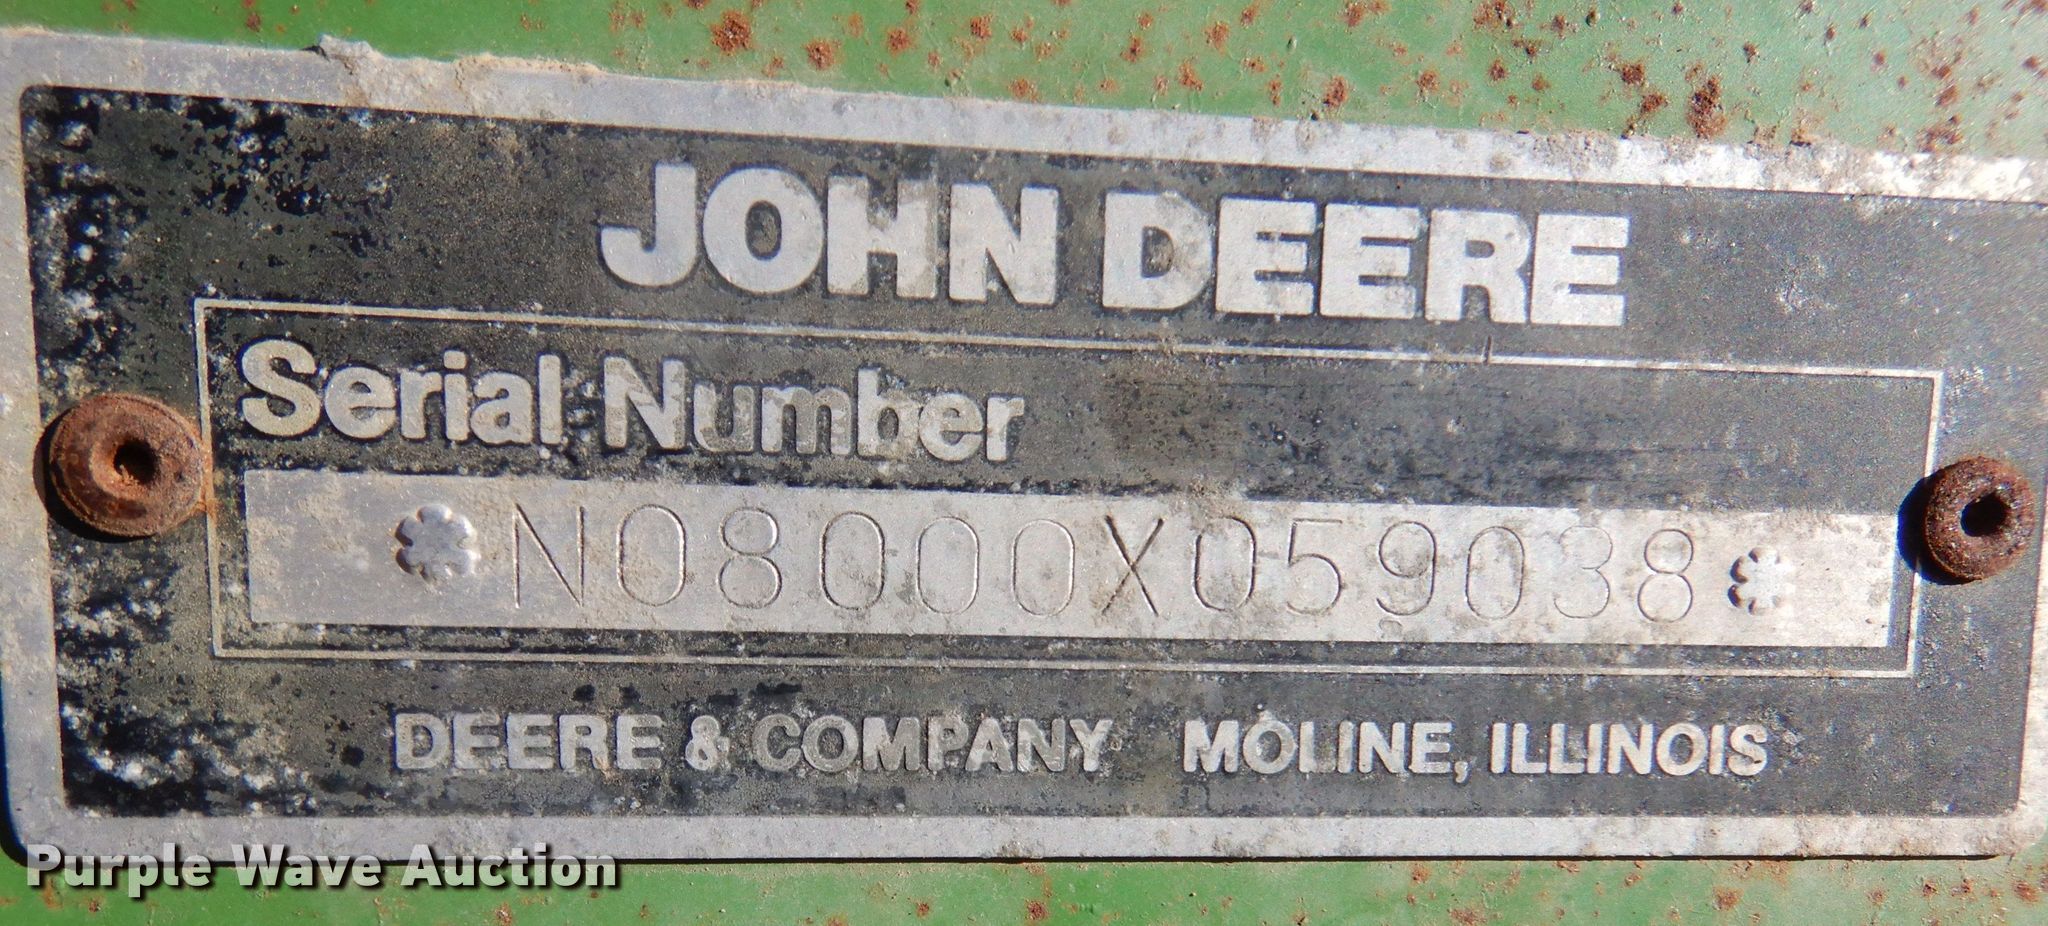 JOHN DEERE
Serial Number
*N08000X059038*
DEERE & COMPANY MOLINE, ILLINOIS
Purple Wave Auction